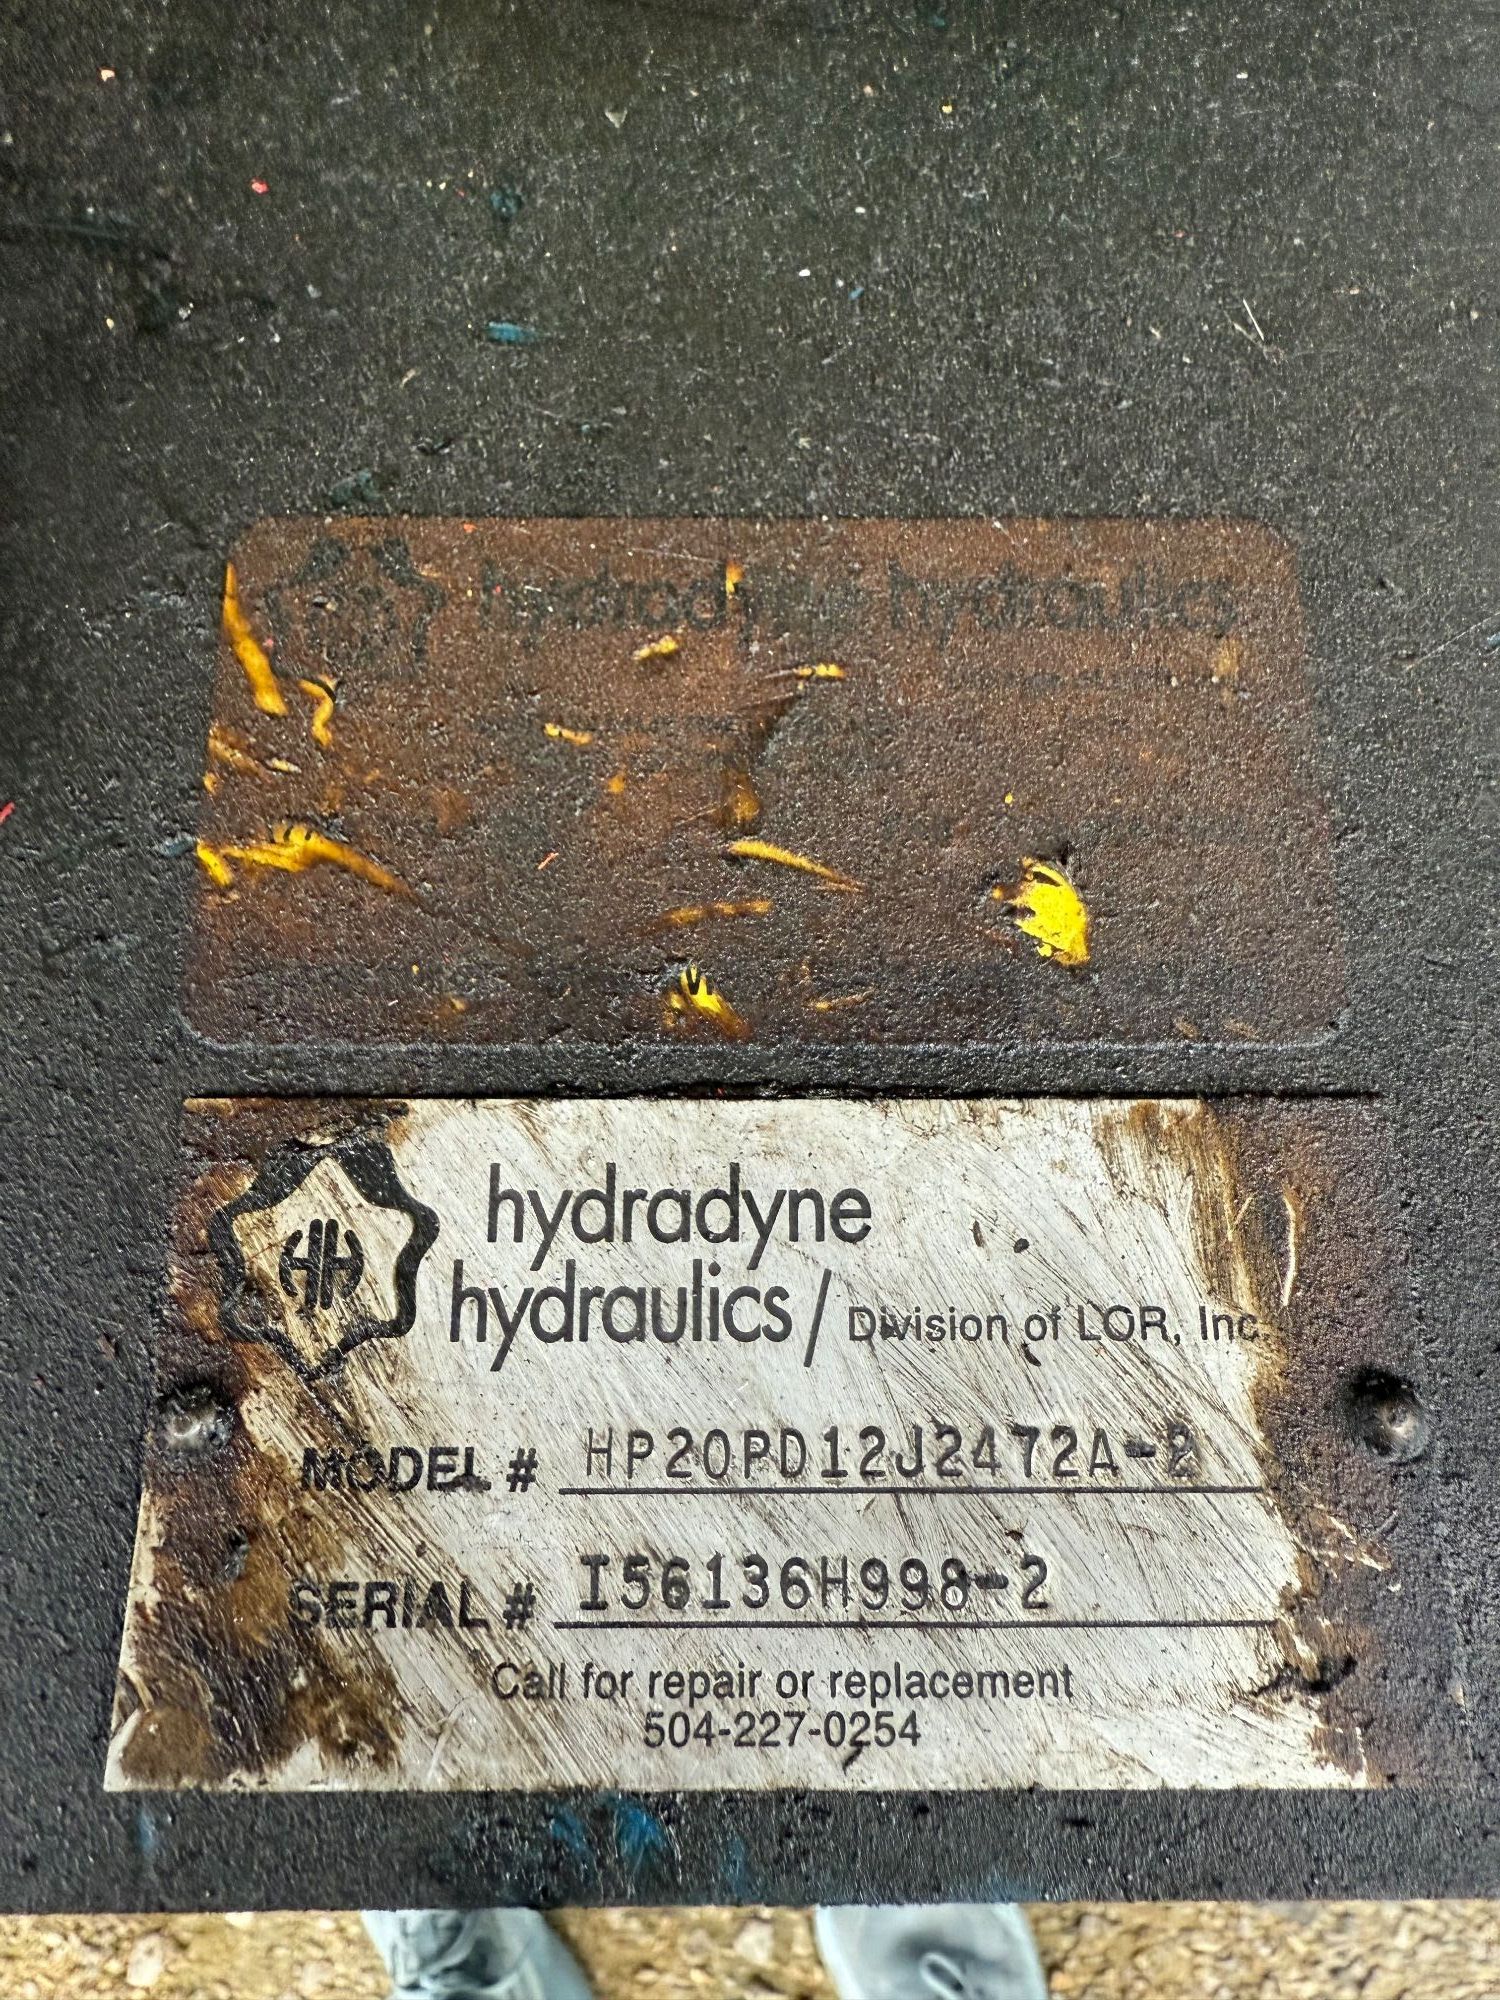 hydradyne hydraulics
HH
hydradyne
hydraulics / Division of LOR, Inc.
MODEL # HP20PD12J2472A-2
SERIAL # I56136H998-2
Call for repair or replacement
504-227-0254